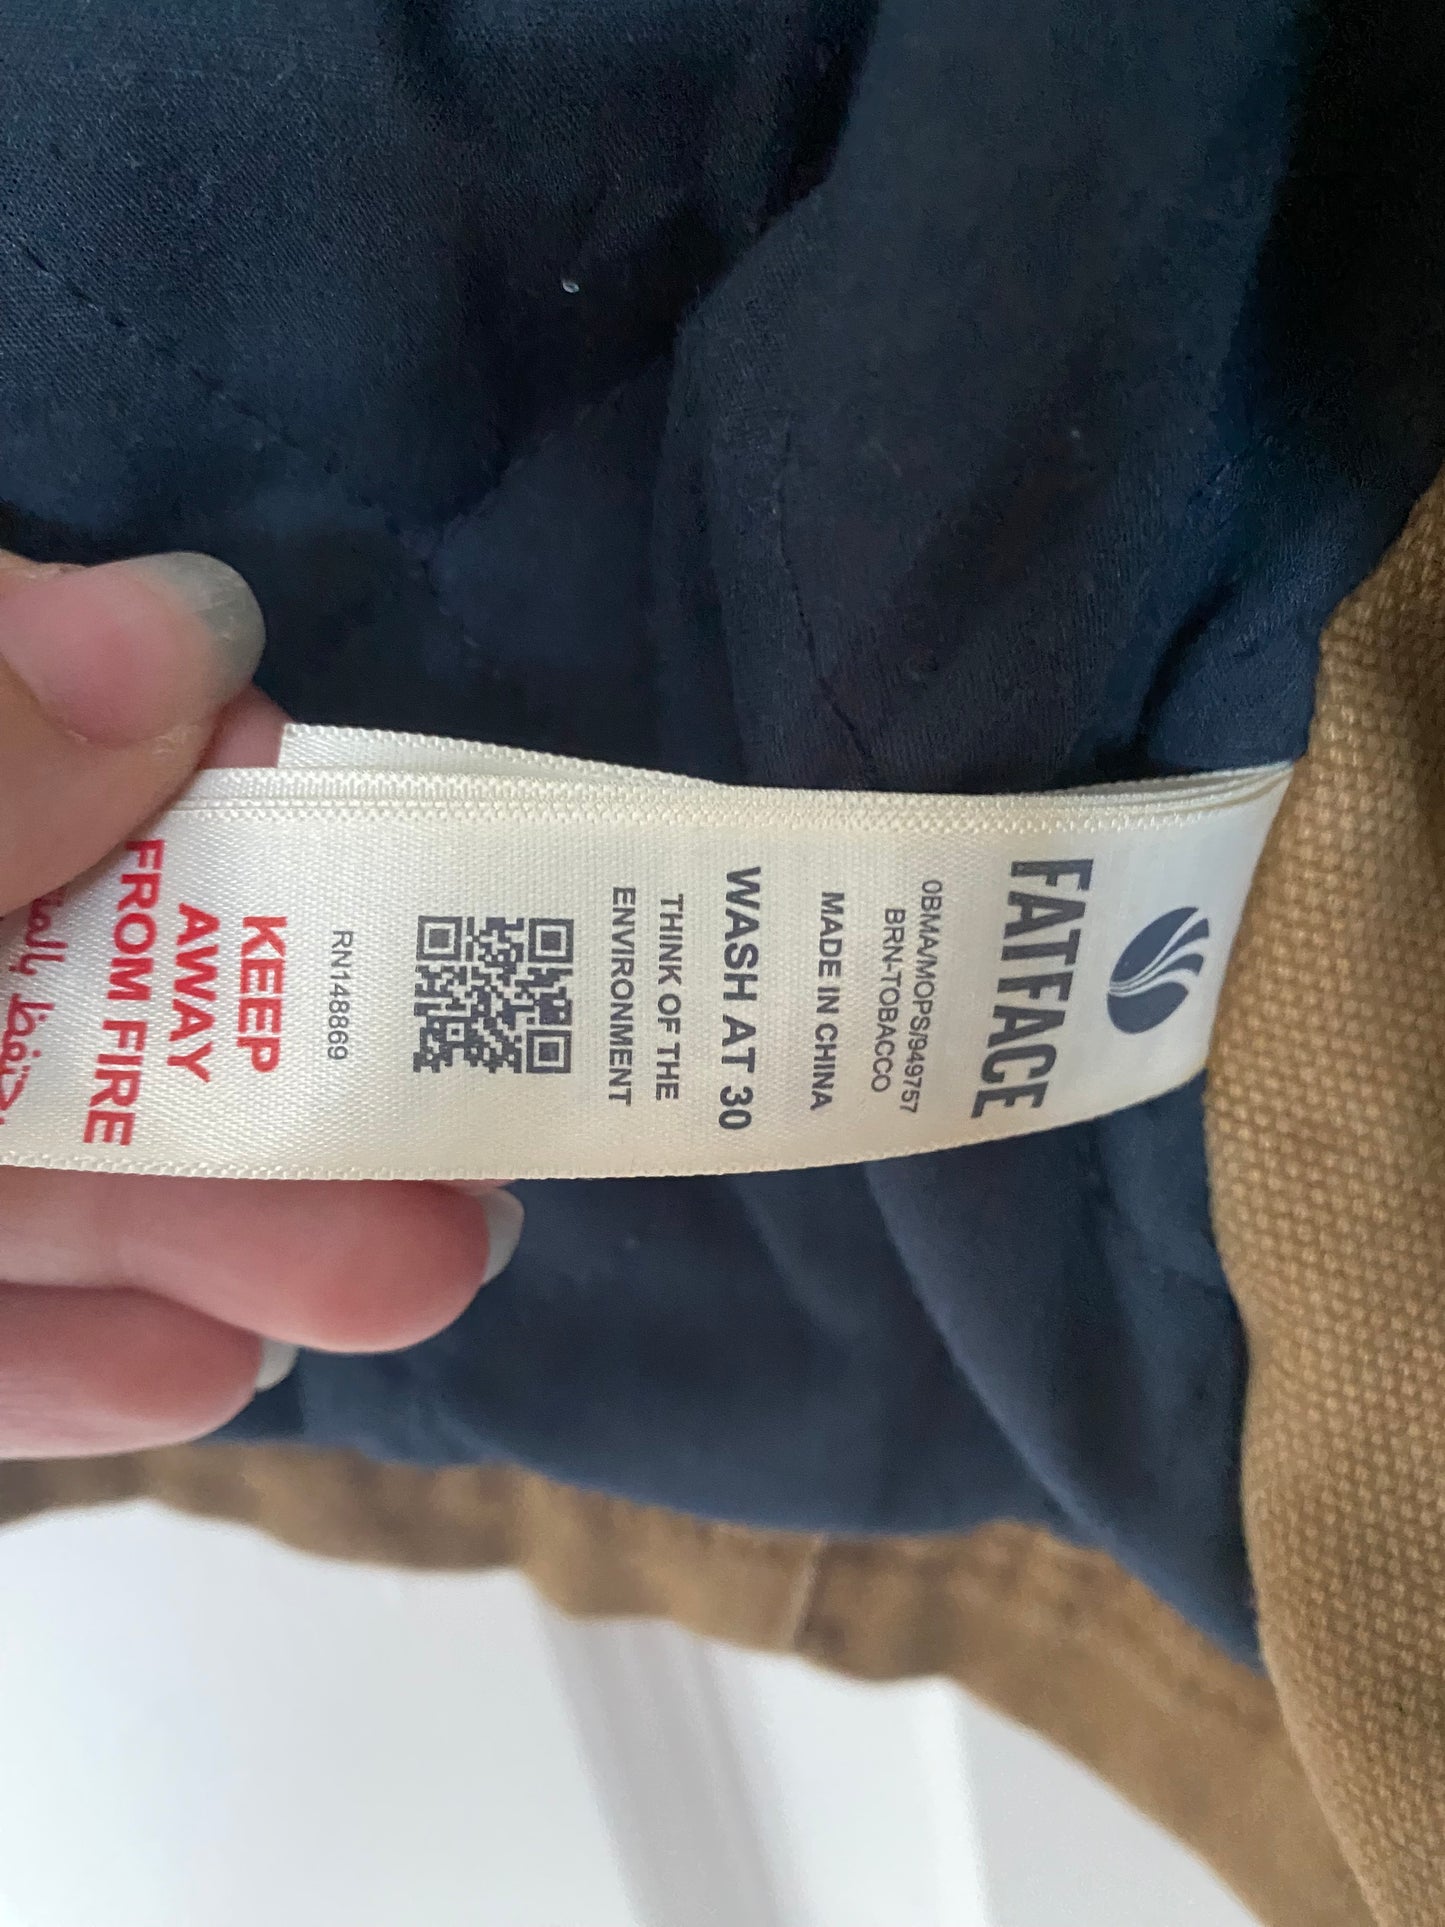 FATFACE
0BMA/MOPS/949757
BRN-TOBACCO
MADE IN CHINA
WASH AT 30
THINK OF THE
ENVIRONMENT
RN148869
KEEP
AWAY
FROM FIRE